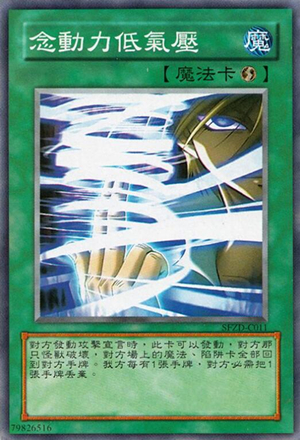 念動力低氣壓
魔
【魔法卡】
SFZD-C011
對方發動攻擊宣言時，此卡可以發動，對方那
只怪獸破壞，對方場上的魔法、陷阱卡全部回
到對方手牌。我方每有1張手牌，對方必需把1
張手牌丟棄。
79826516